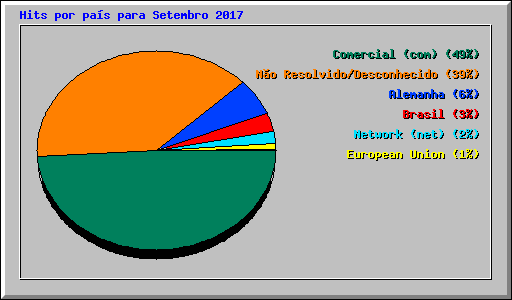 Hits por país para Setembro 2017
Comercial (com) (49%)
Não Resolvido/Desconhecido (39%)
Alemanha (6%)
Brasil (3%)
Network (net) (2%)
European Union (1%)